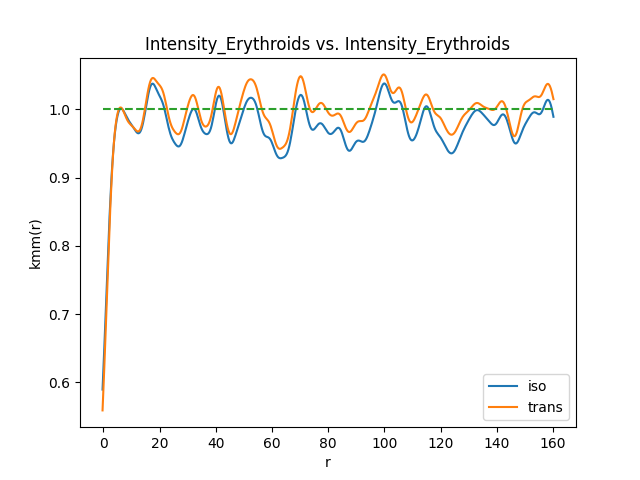 Intensity_Erythroids vs. Intensity_Erythroids
kmm(r)
1.0
0.9
0.8
0.7
0.6
0 20 40 60 80 100 120 140 160
r
iso
trans